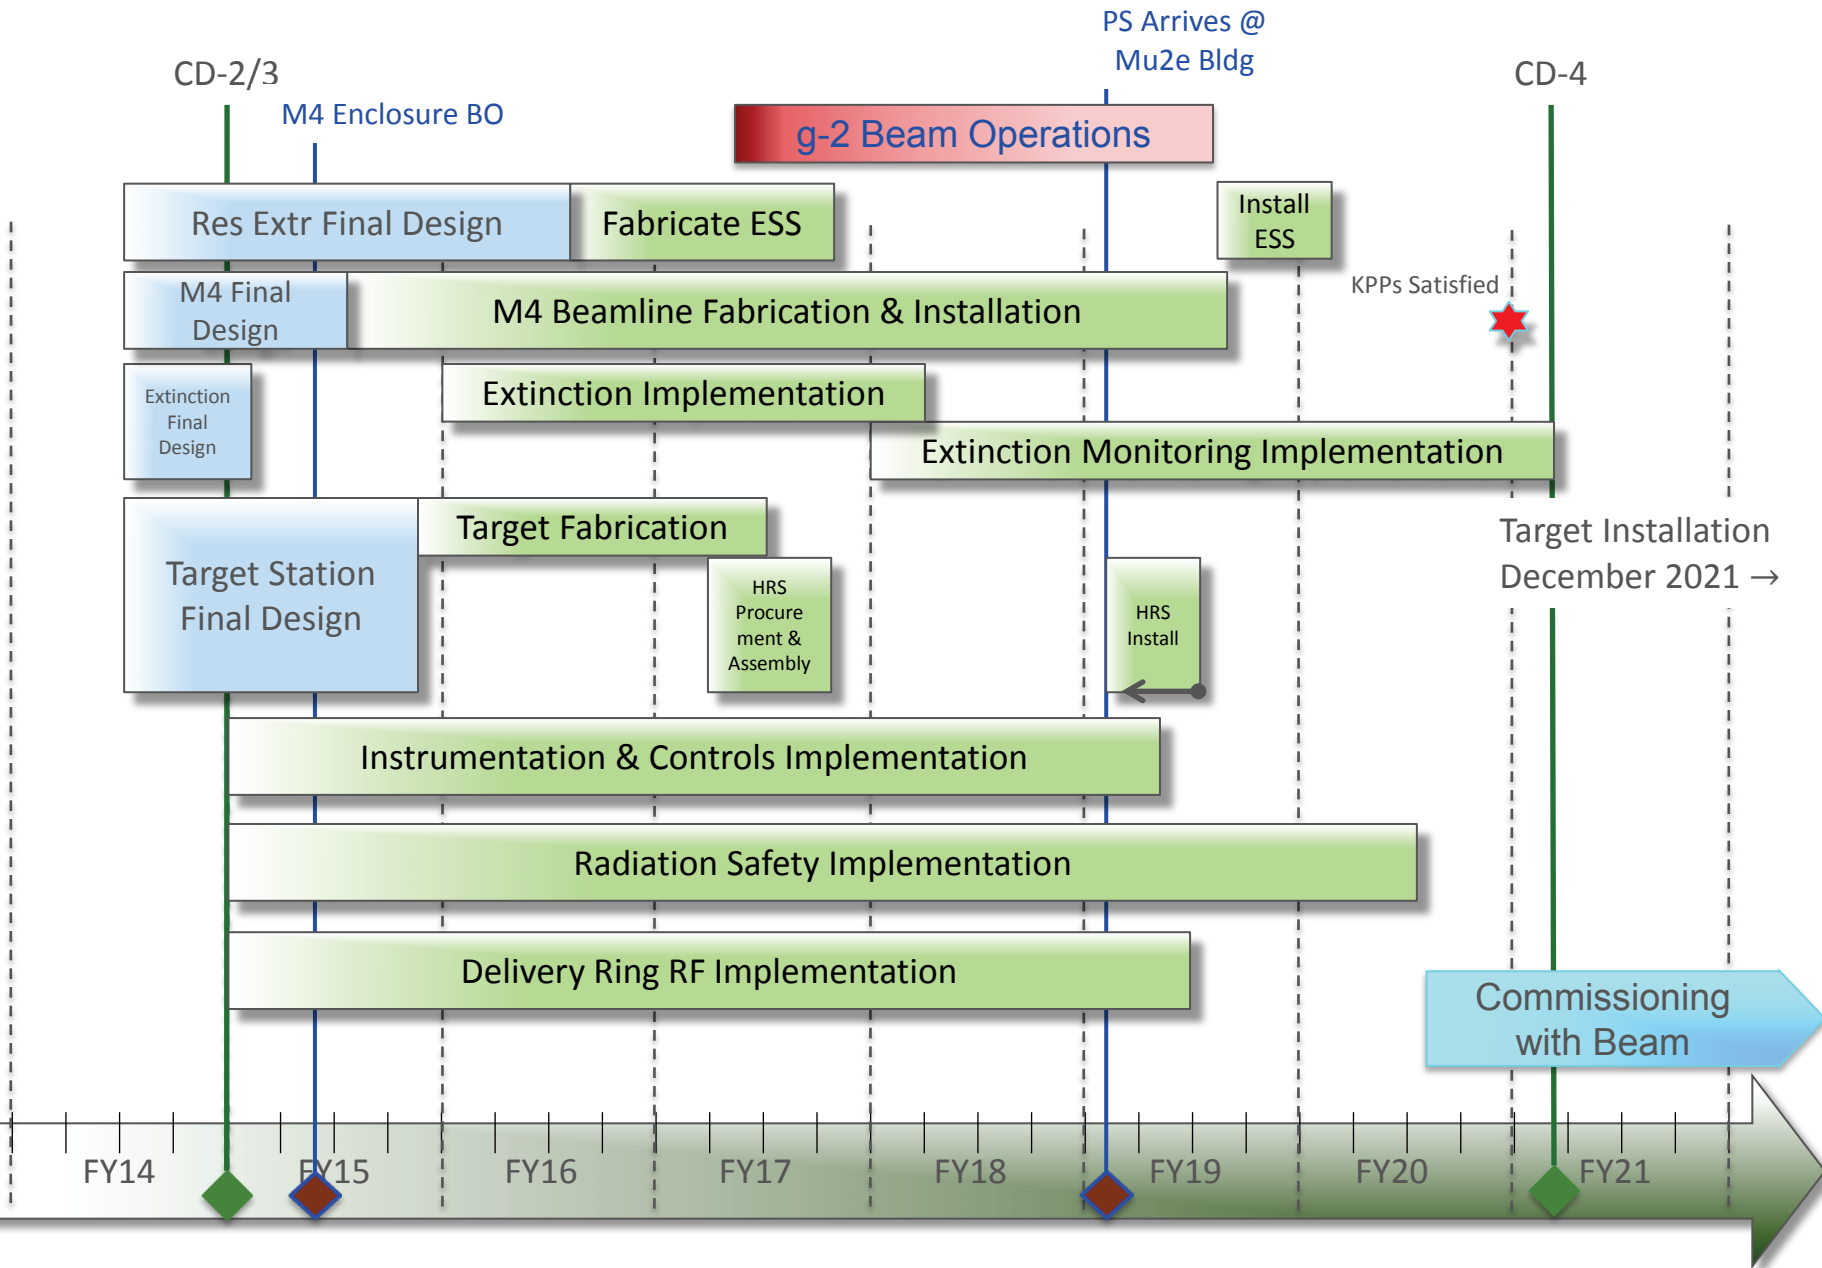 PS Arrives @
Mu2e Bldg
CD-2/3
CD-4
M4 Enclosure BO
g-2 Beam Operations
Res Extr Final Design
Fabricate ESS
Install
ESS
KPPs Satisfied
M4 Final
Design
M4 Beamline Fabrication & Installation
Extinction
Final
Design
Extinction Implementation
Extinction Monitoring Implementation
Target Station
Final Design
Target Fabrication
HRS
Procure
ment &
Assembly
HRS
Install
Target Installation
December 2021 →
Instrumentation & Controls Implementation
Radiation Safety Implementation
Delivery Ring RF Implementation
Commissioning
with Beam
FY14
FY15
FY16
FY17
FY18
FY19
FY20
FY21